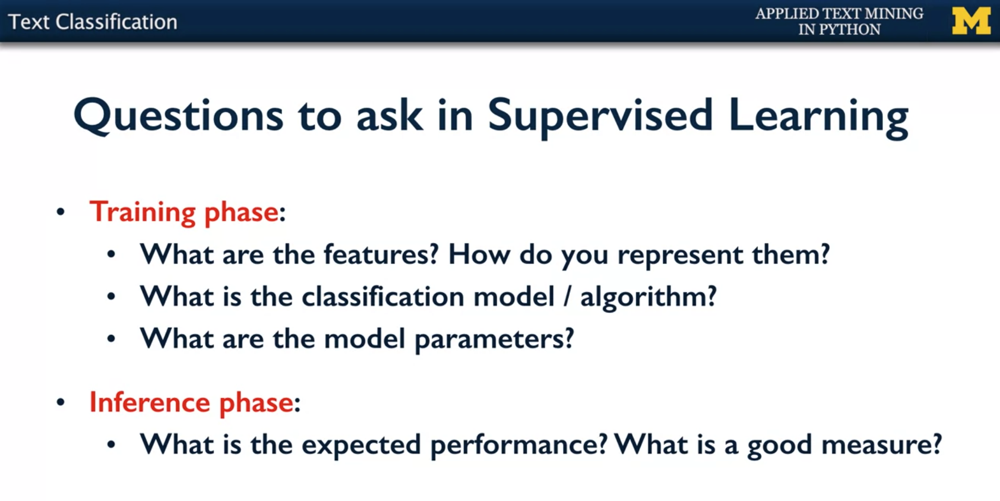 Text Classification
APPLIED TEXT MINING
IN PYTHON
M
Questions to ask in Supervised Learning
• Training phase:
• What are the features? How do you represent them?
• What is the classification model / algorithm?
• What are the model parameters?
• Inference phase:
• What is the expected performance? What is a good measure?